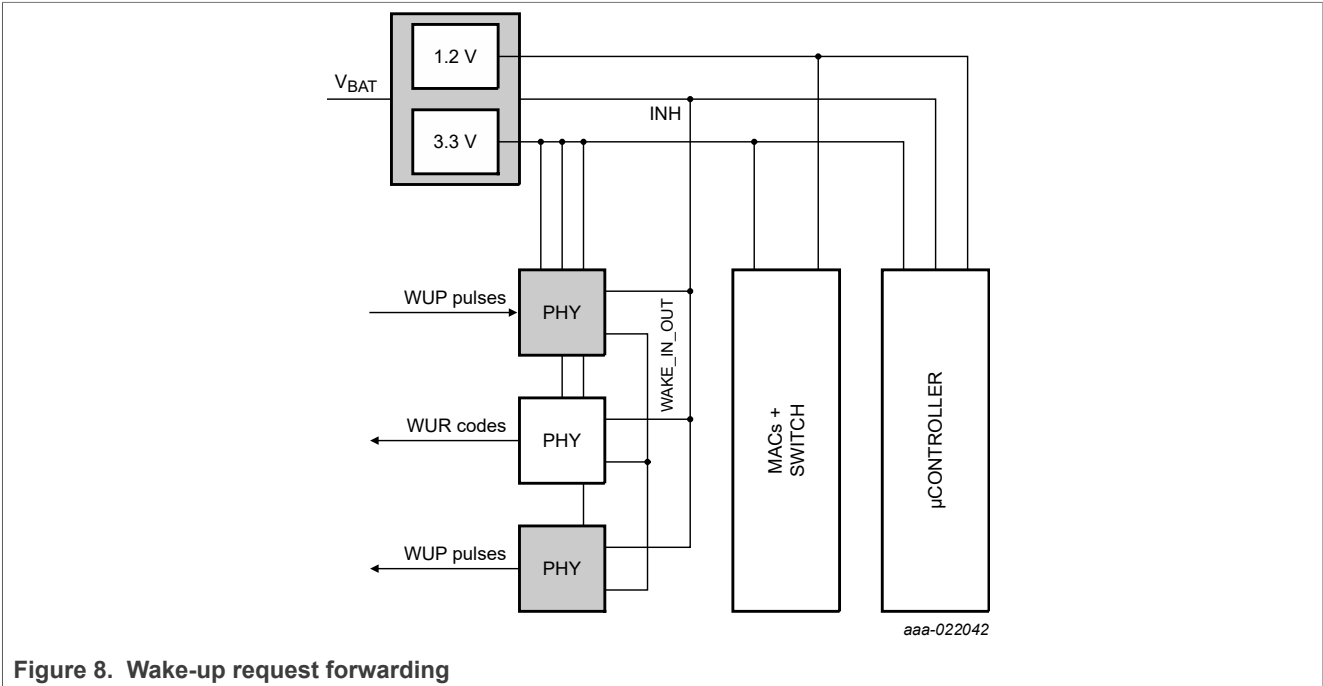 1.2 V
VBAT
INH
3.3 V
WUP pulses
PHY
WAKE_IN_OUT
WUR codes
PHY
MACs +
SWITCH
µCONTROLLER
WUP pulses
PHY
aaa-022042
Figure 8. Wake-up request forwarding